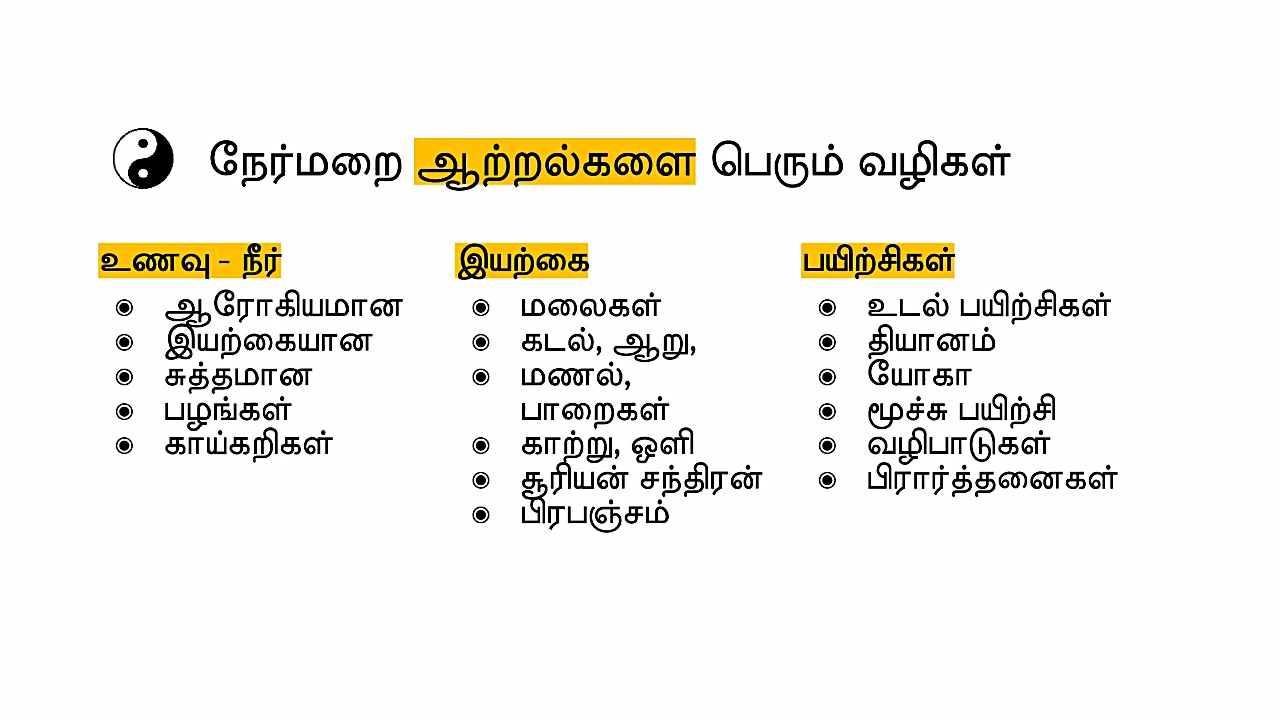 நேர்மறை ஆற்றல்களை பெரும் வழிகள்
உணவு - நீர்
ஆரோகியமான
இயற்கையான
சுத்தமான
பழங்கள்
காய்கறிகள்
இயற்கை
மலைகள்
கடல், ஆறு,
மணல்,
பாறைகள்
காற்று, ஒளி
சூரியன் சந்திரன்
பிரபஞ்சம்
பயிற்சிகள்
உடல் பயிற்சிகள்
தியானம்
யோகா
மூச்சு பயிற்சி
வழிபாடுகள்
பிரார்த்தனைகள்